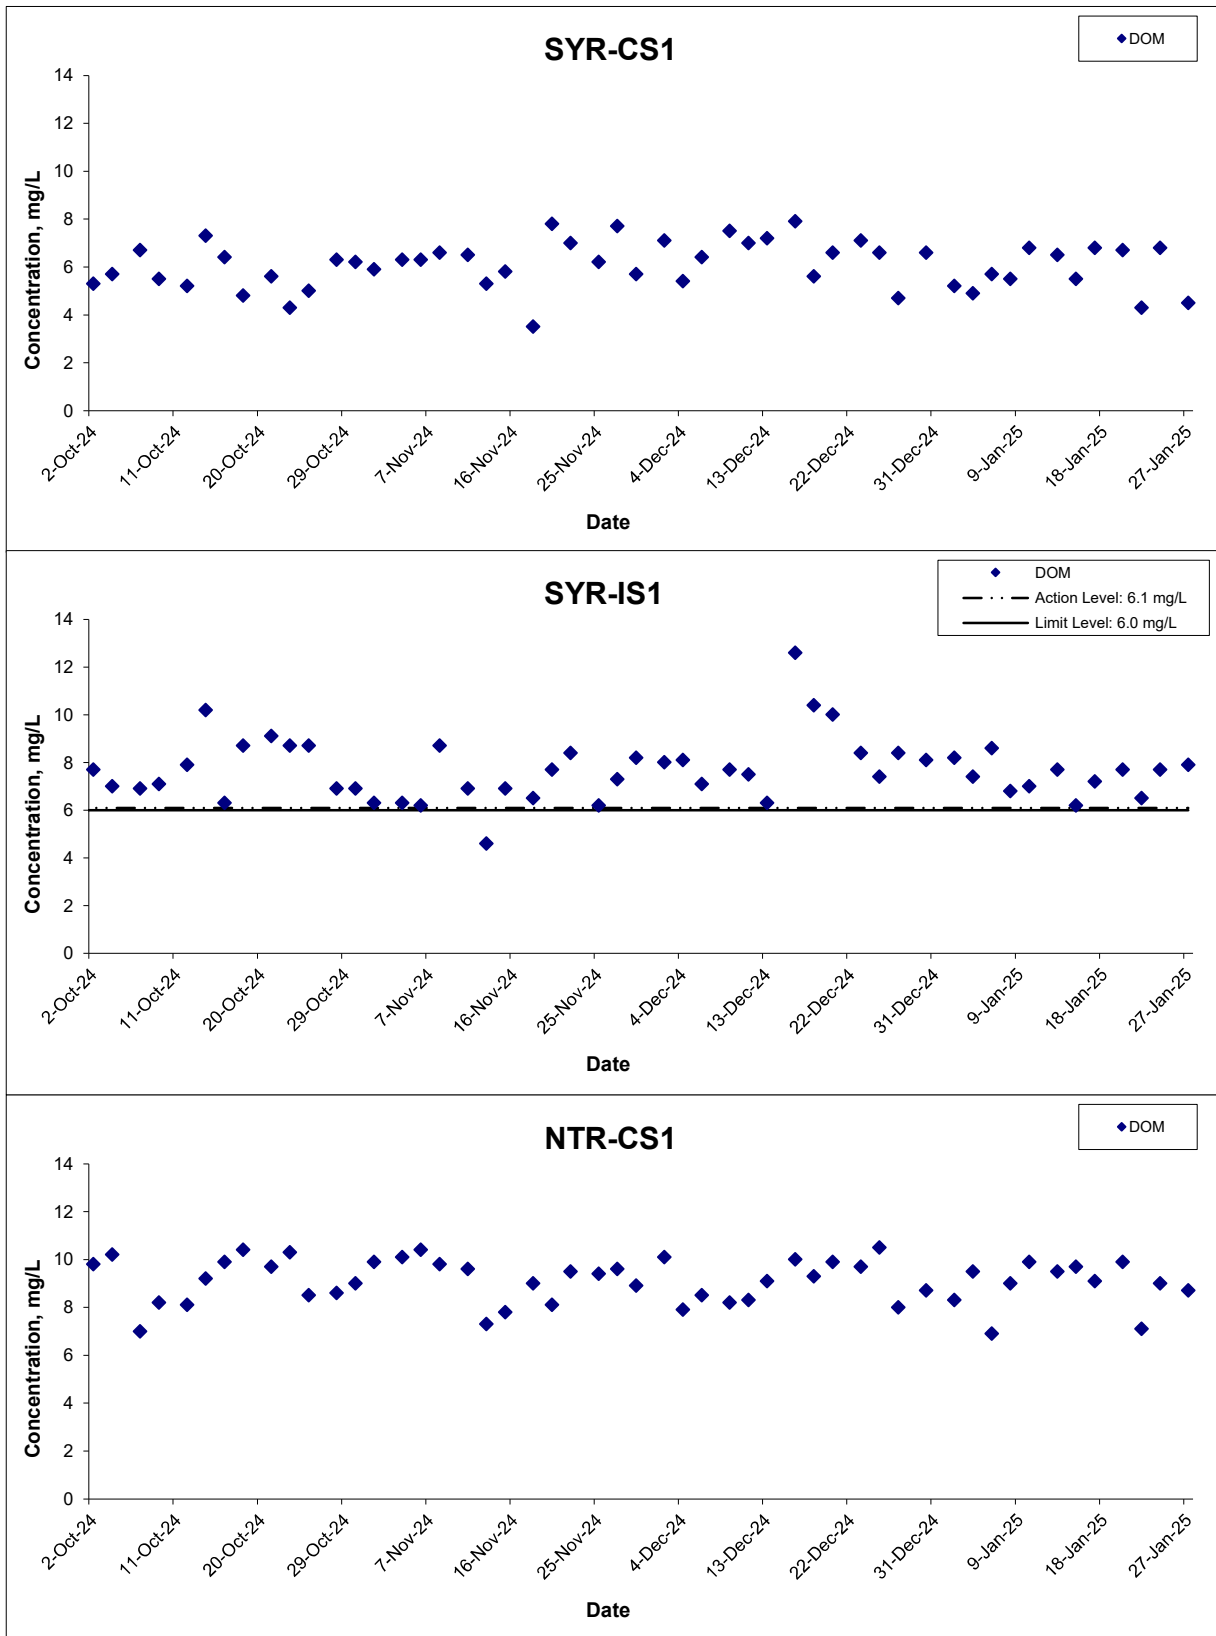 SYR-CS1
DOM
Concentration, mg/L
14
12
10
8
6
4
2
0
2-Oct-24
11-Oct-24
20-Oct-24
29-Oct-24
7-Nov-24
16-Nov-24
25-Nov-24
4-Dec-24
13-Dec-24
22-Dec-24
31-Dec-24
9-Jan-25
18-Jan-25
27-Jan-25
Date
SYR-IS1
DOM
Action Level: 6.1 mg/L
Limit Level: 6.0 mg/L
Concentration, mg/L
14
12
10
8
6
4
2
0
2-Oct-24
11-Oct-24
20-Oct-24
29-Oct-24
7-Nov-24
16-Nov-24
25-Nov-24
4-Dec-24
13-Dec-24
22-Dec-24
31-Dec-24
9-Jan-25
18-Jan-25
27-Jan-25
Date
NTR-CS1
DOM
Concentration, mg/L
14
12
10
8
6
4
2
0
2-Oct-24
11-Oct-24
20-Oct-24
29-Oct-24
7-Nov-24
16-Nov-24
25-Nov-24
4-Dec-24
13-Dec-24
22-Dec-24
31-Dec-24
9-Jan-25
18-Jan-25
27-Jan-25
Date